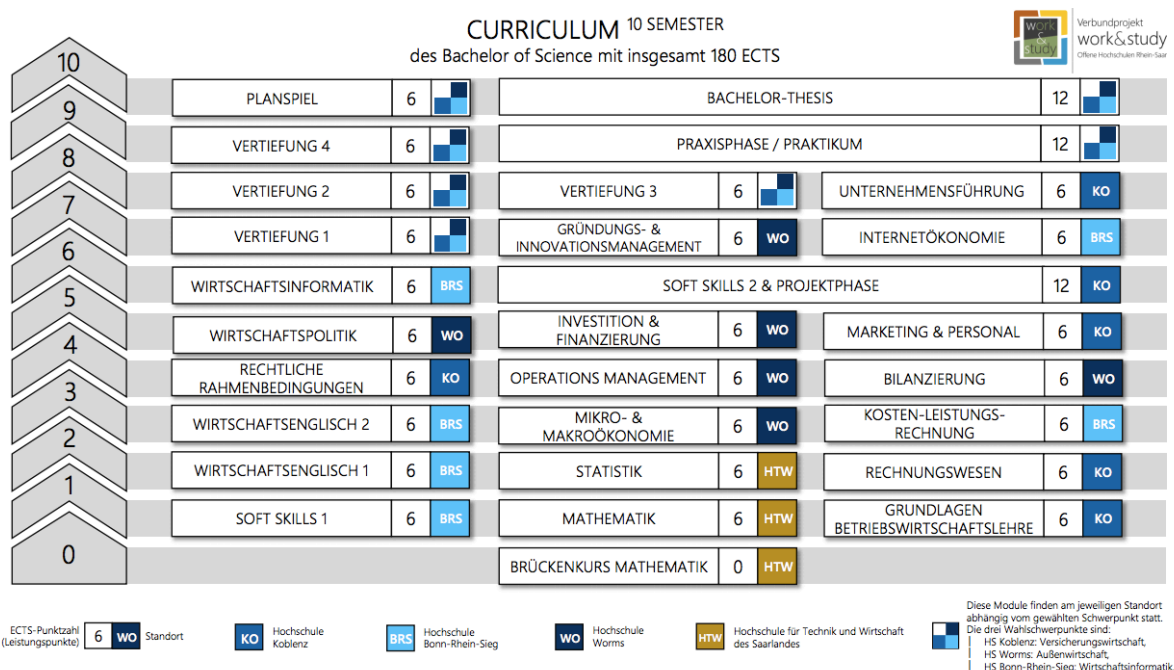 CURRICULUM 10 SEMESTER
des Bachelor of Science mit insgesamt 180 ECTS
work
&
study
Verbundprojekt
work&study
Offene Hochschulen Rhein-Saar
10
PLANSPIEL 6
BACHELOR-THESIS 12
9
VERTIEFUNG 4 6
PRAXISPHASE / PRAKTIKUM 12
8
VERTIEFUNG 2 6
VERTIEFUNG 3 6
UNTERNEHMENSFÜHRUNG 6 KO
7
VERTIEFUNG 1 6
GRÜNDUNGS- &
INNOVATIONSMANAGEMENT 6 WO
INTERNETÖKONOMIE 6 BRS
6
WIRTSCHAFTSINFORMATIK 6 BRS
SOFT SKILLS 2 & PROJEKTPHASE 12 KO
5
WIRTSCHAFTSPOLITIK 6 WO
INVESTITION &
FINANZIERUNG 6 WO
MARKETING & PERSONAL 6 KO
4
RECHTLICHE
RAHMENBEDINGUNGEN 6 KO
OPERATIONS MANAGEMENT 6 WO
BILANZIERUNG 6 WO
3
WIRTSCHAFTSENGLISCH 2 6 BRS
MIKRO- &
MAKROÖKONOMIE 6 WO
KOSTEN-LEISTUNGS-
RECHNUNG 6 BRS
2
WIRTSCHAFTSENGLISCH 1 6 BRS
STATISTIK 6 HTW
RECHNUNGSWESEN 6 KO
1
SOFT SKILLS 1 6 BRS
MATHEMATIK 6 HTW
GRUNDLAGEN
BETRIEBSWIRTSCHAFTSLEHRE 6 KO
0
BRÜCKENKURS MATHEMATIK 0 HTW
ECTS-Punktzahl
(Leistungspunkte) 6 WO Standort
KO Hochschule
Koblenz
BRS Hochschule
Bonn-Rhein-Sieg
WO Hochschule
Worms
HTW Hochschule für Technik und Wirtschaft
des Saarlandes
Diese Module finden am jeweiligen Standort
abhängig vom gewählten Schwerpunkt statt.
Die drei Wahlschwerpunkte sind:
HS Koblenz: Versicherungswirtschaft,
HS Worms: Außenwirtschaft,
HS Bonn-Rhein-Sieg: Wirtschaftsinformatik